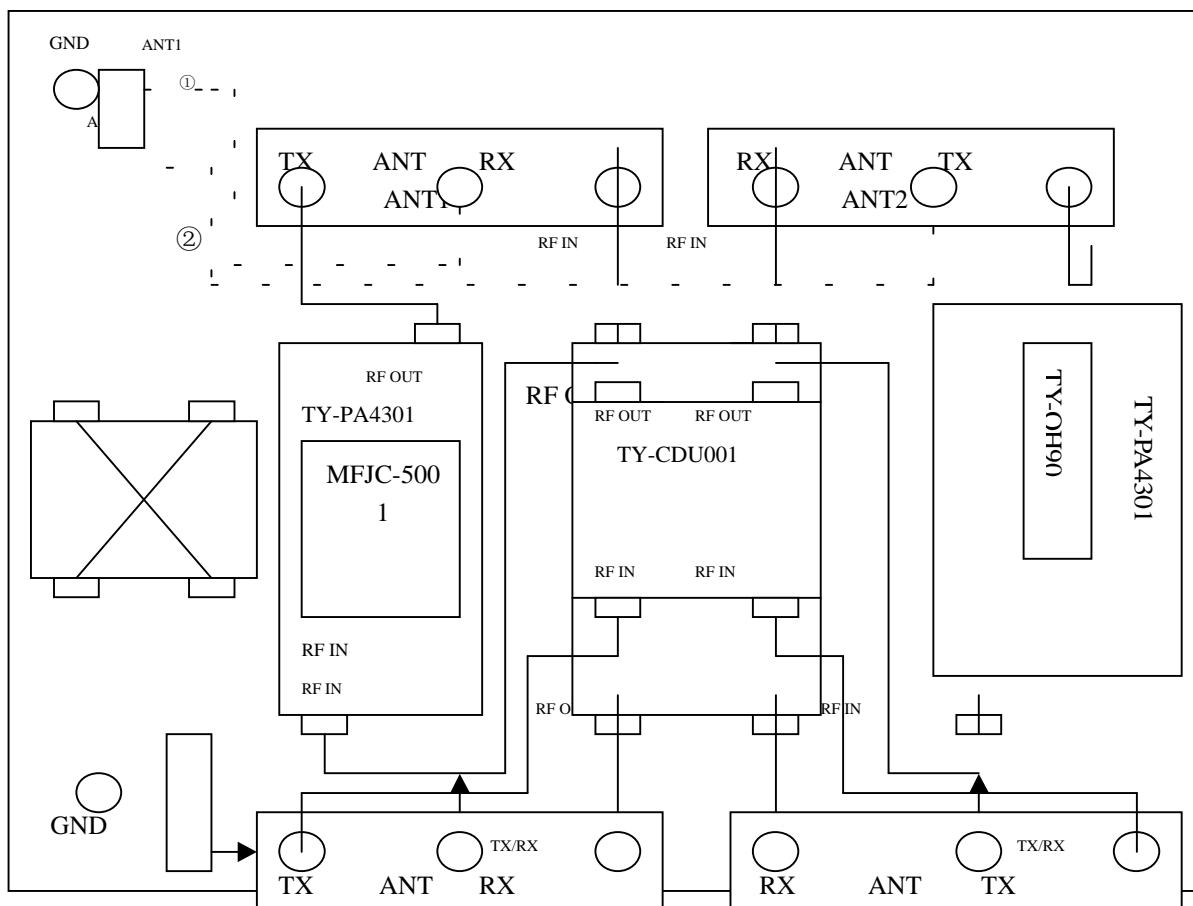 GND
ANT1
①
A
TX ANT RX
ANT1
RX ANT TX
ANT2
②
RF IN
RF IN
RF OUT
TY-PA4301
MFJC-500
1
RF IN
RF IN
RF O
RF OUT RF OUT
TY-CDU001
RF IN RF IN
RF O
RF IN
TY-OH90
TY-PA4301
GND
TX/RX
TX ANT RX
TX/RX
RX ANT TX